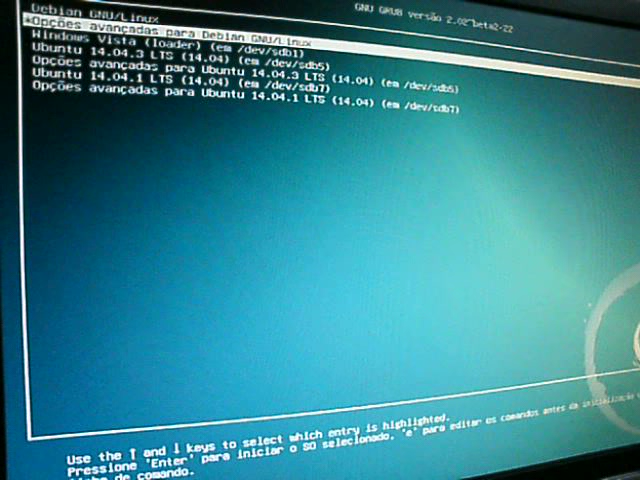 GNU GRUB versão 2.02~beta2-22
Debian GNU/Linux
*Opções avançadas para Debian GNU/Linux
Windows Vista (loader) (em /dev/sdb1)
Ubuntu 14.04.3 LTS (14.04) (em /dev/sdb5)
Opções avançadas para Ubuntu 14.04.3 LTS (14.04) (em /dev/sdb5)
Ubuntu 14.04.1 LTS (14.04) (em /dev/sdb7)
Opções avançadas para Ubuntu 14.04.1 LTS (14.04) (em /dev/sdb7)
Use the ↑ and ↓ keys to select which entry is highlighted.
Pressione 'Enter' para iniciar o SO selecionado, 'e' para editar os comandos antes da inicialização
linha de comando.